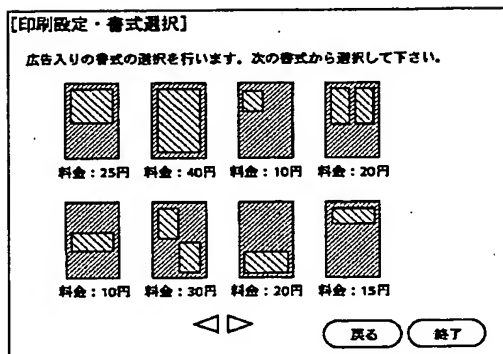 [印刷設定・書式選択]
広告入りの書式の選択を行います。次の書式から選択して下さい。
料金：25円 料金：40円 料金：10円 料金：20円
料金：10円 料金：30円 料金：20円 料金：15円
戻る 終了